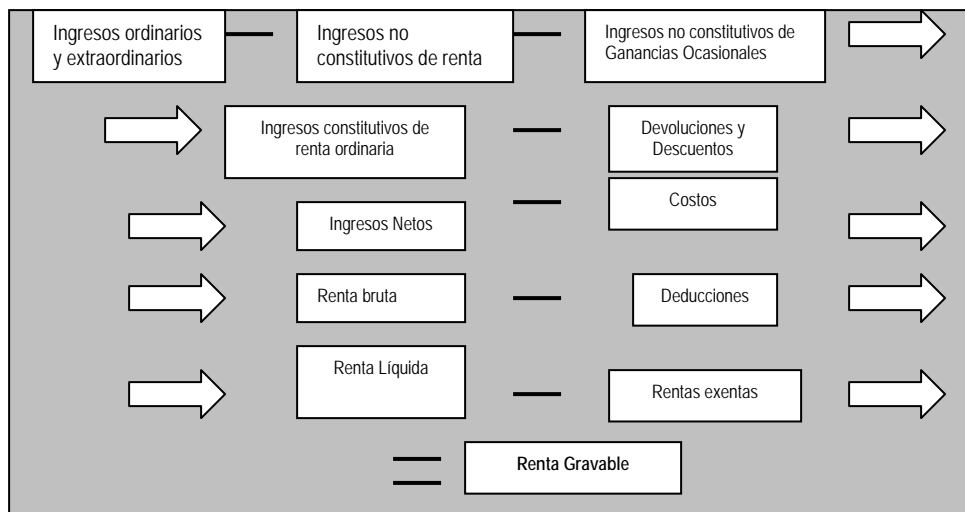 Ingresos ordinarios
y extraordinarios
Ingresos no
constitutivos de renta
Ingresos no constitutivos de
Ganancias Ocasionales
Ingresos constitutivos de
renta ordinaria
Devoluciones y
Descuentos
Ingresos Netos
Costos
Renta bruta
Deducciones
Renta Líquida
Rentas exentas
Renta Gravable